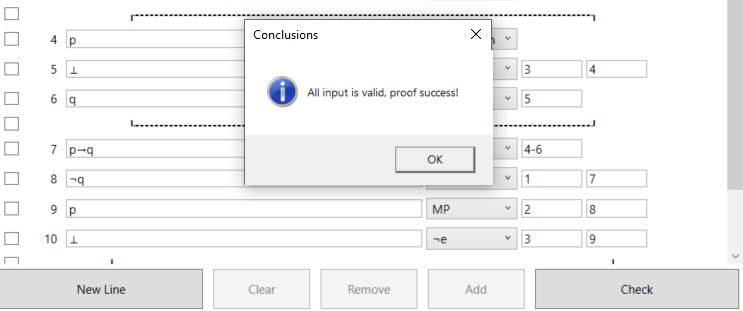 4 p
5 ⊥ 3 4
6 q 5
7 p→q 4-6
8 ¬q 1 7
9 p MP 2 8
10 ⊥ ¬e 3 9
Conclusions
All input is valid, proof success!
OK
New Line Clear Remove Add Check